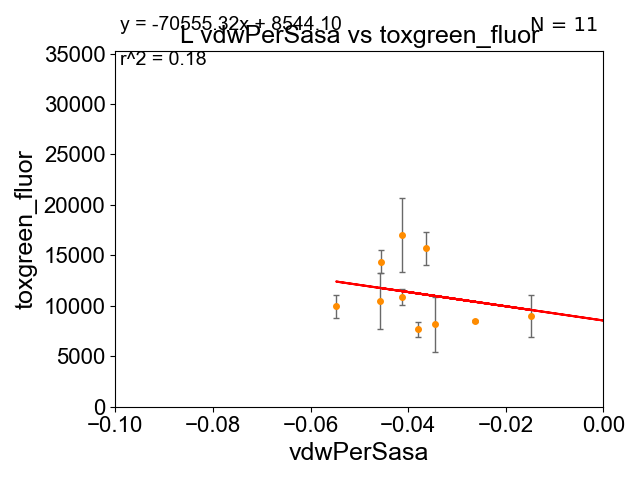 y = -70555.32x + 8544.10
N = 11
L vdwPerSasa vs toxgreen_fluor
r^2 = 0.18
35000
30000
25000
20000
15000
10000
5000
0
toxgreen_fluor
−0.10 −0.08 −0.06 −0.04 −0.02 0.00
vdwPerSasa